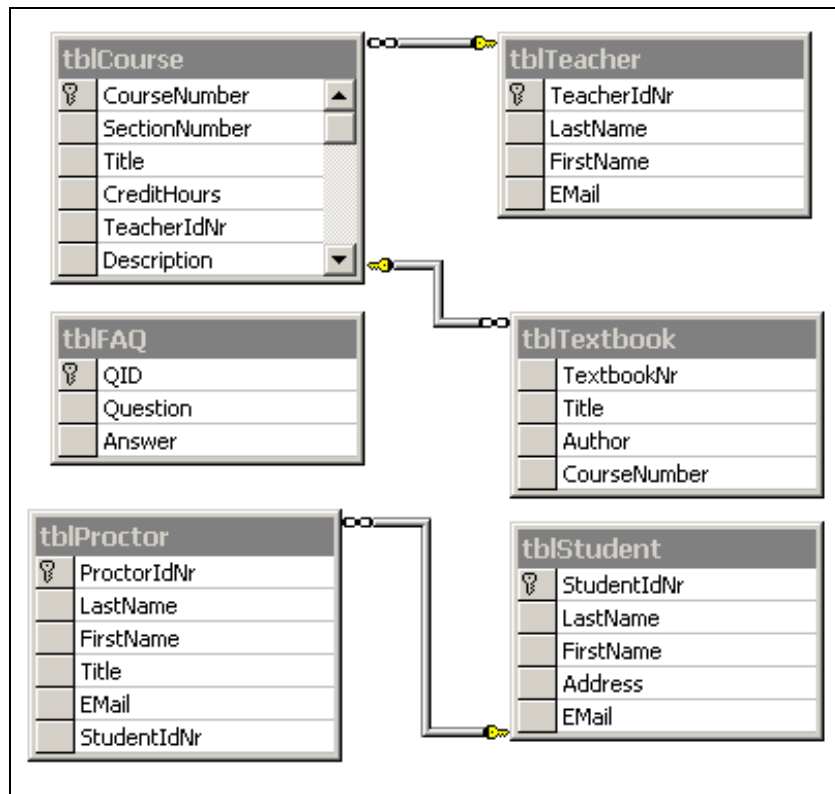 tblCourse
CourseNumber
SectionNumber
Title
CreditHours
TeacherIdNr
Description
tblTeacher
TeacherIdNr
LastName
FirstName
EMail
tblFAQ
QID
Question
Answer
tblTextbook
TextbookNr
Title
Author
CourseNumber
tblProctor
ProctorIdNr
LastName
FirstName
Title
EMail
StudentIdNr
tblStudent
StudentIdNr
LastName
FirstName
Address
EMail